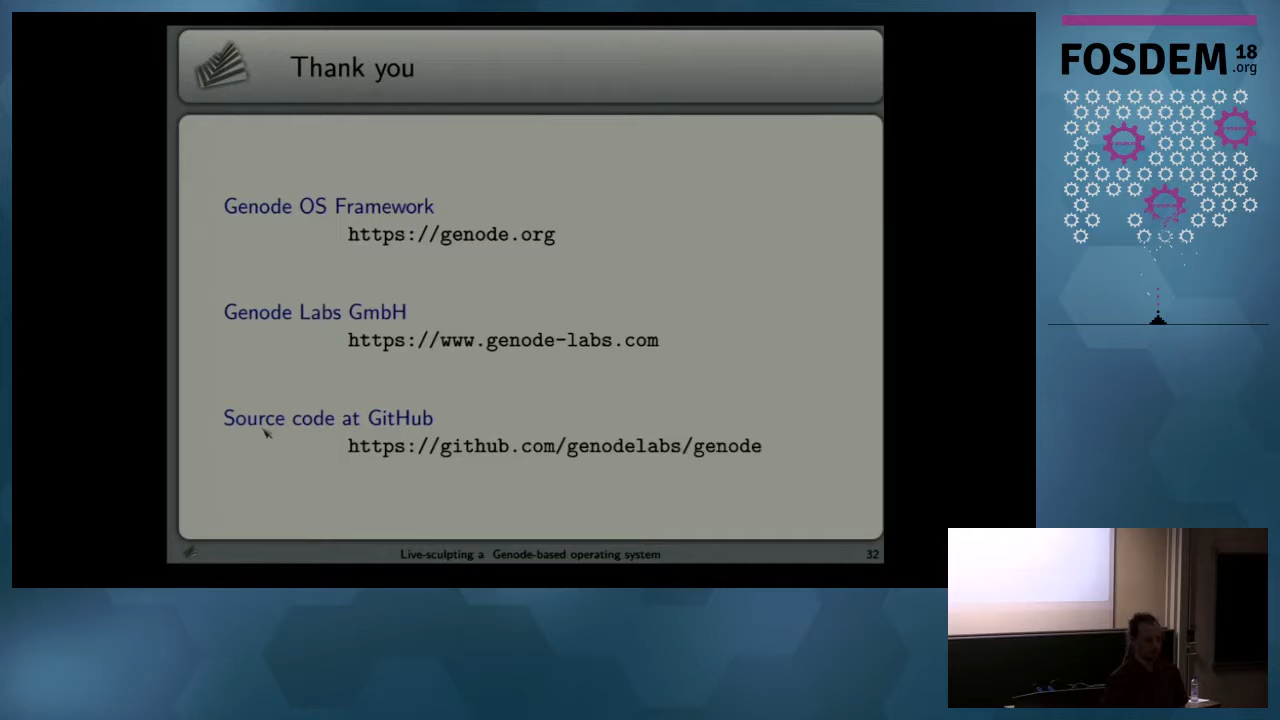 Thank you
Genode OS Framework
https://genode.org
Genode Labs GmbH
https://www.genode-labs.com
Source code at GitHub
https://github.com/genodelabs/genode
Live-sculpting a Genode-based operating system
32
FOSDEM 18
.org